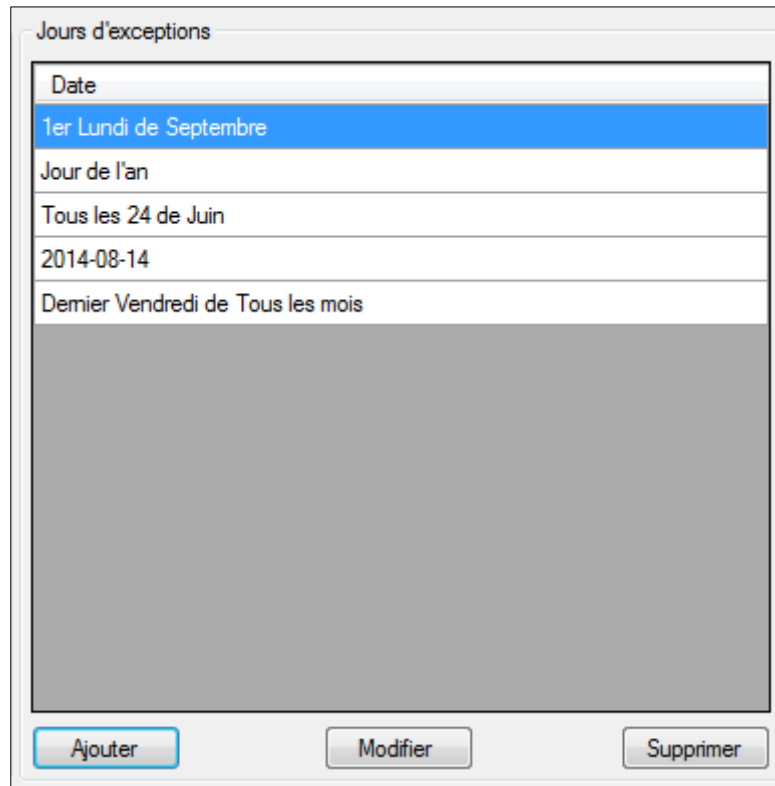 Jours d'exceptions
Date
1er Lundi de Septembre
Jour de l'an
Tous les 24 de Juin
2014-08-14
Dernier Vendredi de Tous les mois
Ajouter Modifier Supprimer